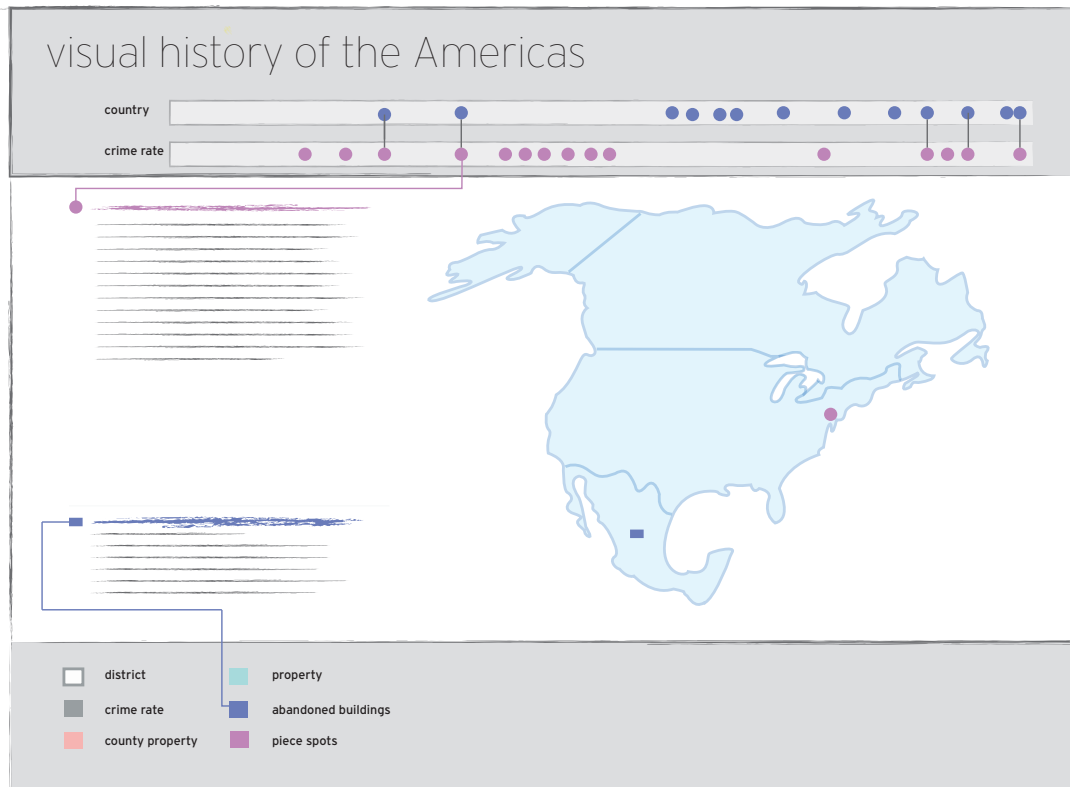 visual history of the Americas
country
crime rate
district
property
crime rate
abandoned buildings
county property
piece spots